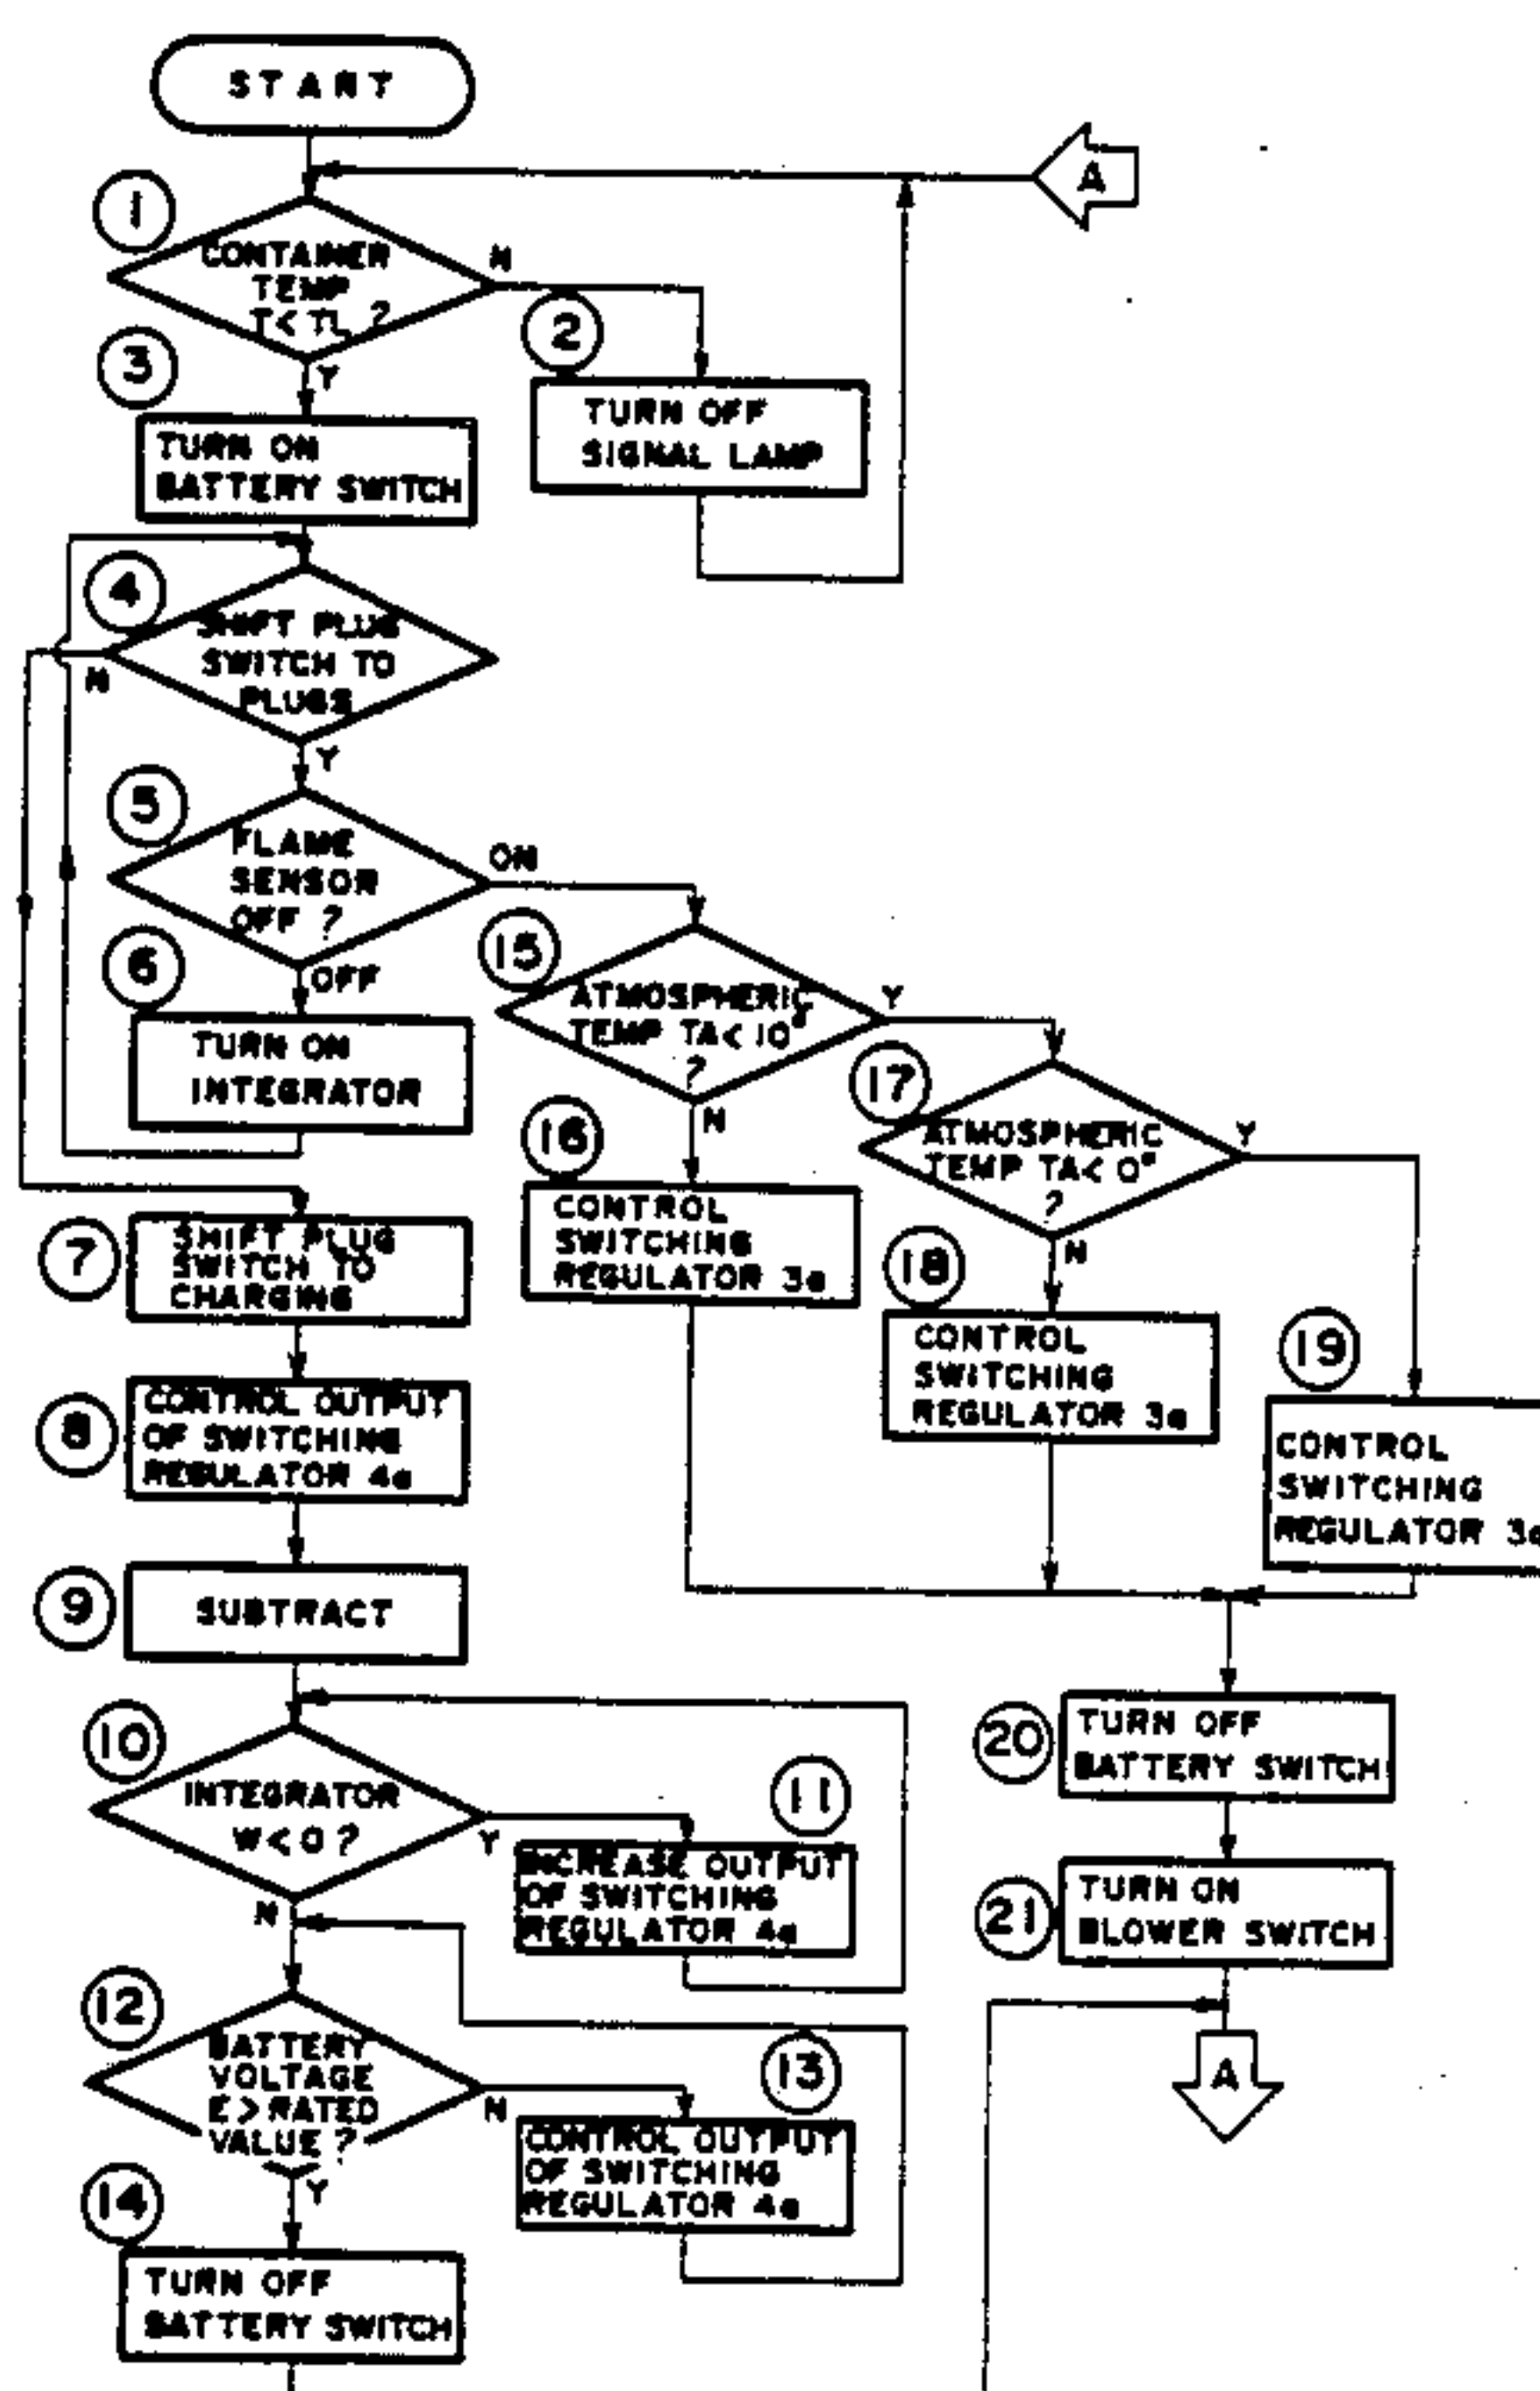 START
A
1
CONTAINER
TEMP
T< TL ?
N
Y
2
TURN OFF
SIGNAL LAMP
3
TURN ON
BATTERY SWITCH
4
SHIFT PLUG
SWITCH TO
PLUGS
N
Y
5
FLAME
SENSOR
OFF ?
ON
OFF
6
TURN ON
INTEGRATOR
15
ATMOSPHERIC
TEMP TA< 10°
?
Y
N
16
CONTROL
SWITCHING
REGULATOR 3a
17
ATMOSPHERIC
TEMP TA< 0°
?
Y
N
18
CONTROL
SWITCHING
REGULATOR 3a
19
CONTROL
SWITCHING
REGULATOR 3a
7
SHIFT PLUG
SWITCH TO
CHARGING
8
CONTROL OUTPUT
OF SWITCHING
REGULATOR 4a
9
SUBTRACT
10
INTEGRATOR
W<0?
Y
N
11
INCREASE OUTPUT
OF SWITCHING
REGULATOR 4a
12
BATTERY
VOLTAGE
E>RATED
VALUE?
N
Y
13
CONTROL OUTPUT
OF SWITCHING
REGULATOR 4a
14
TURN OFF
BATTERY SWITCH
20
TURN OFF
BATTERY SWITCH
21
TURN ON
BLOWER SWITCH
A